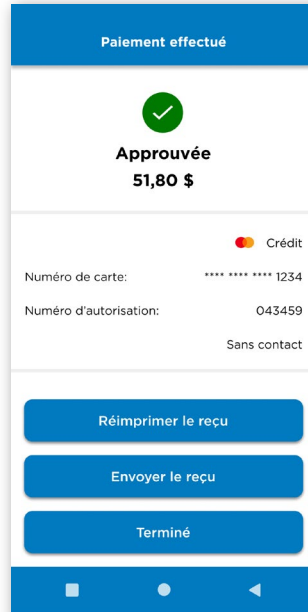 Paiement effectué
Approuvée
51,80 $
Crédit
Numéro de carte: **** **** **** 1234
Numéro d'autorisation: 043459
Sans contact
Réimprimer le reçu
Envoyer le reçu
Terminé